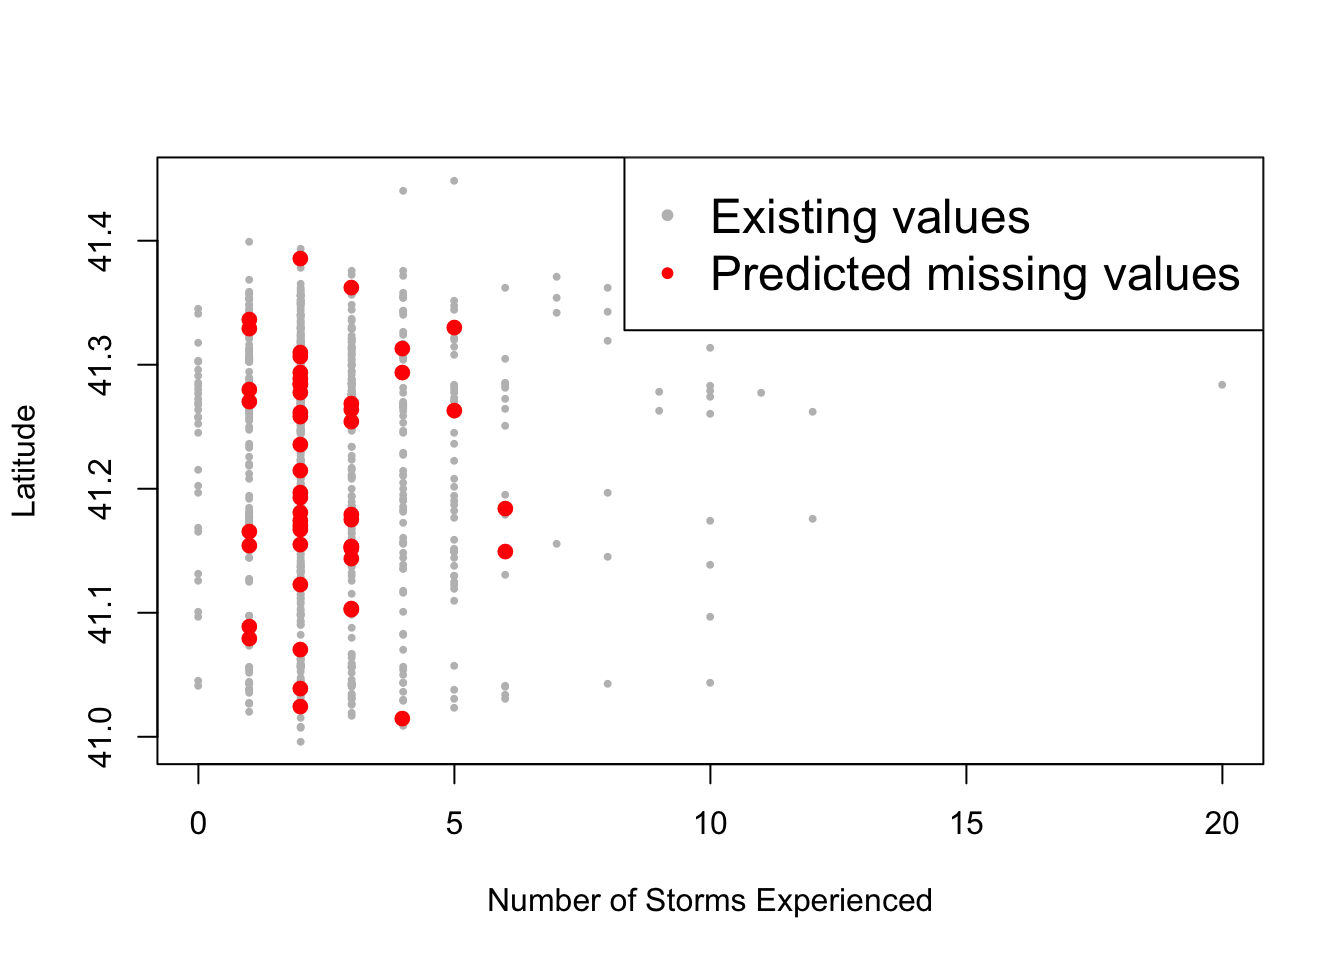 Existing values
Predicted missing values
Latitude
41.4
41.3
41.2
41.1
41.0
0 5 10 15 20
Number of Storms Experienced